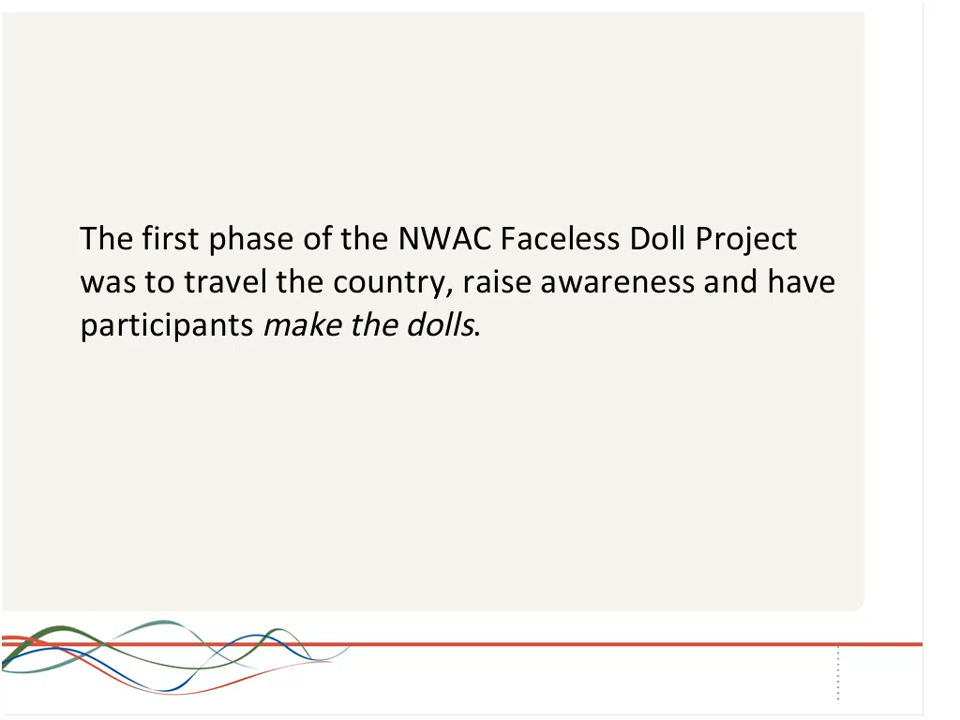 The first phase of the NWAC Faceless Doll Project
was to travel the country, raise awareness and have
participants make the dolls.